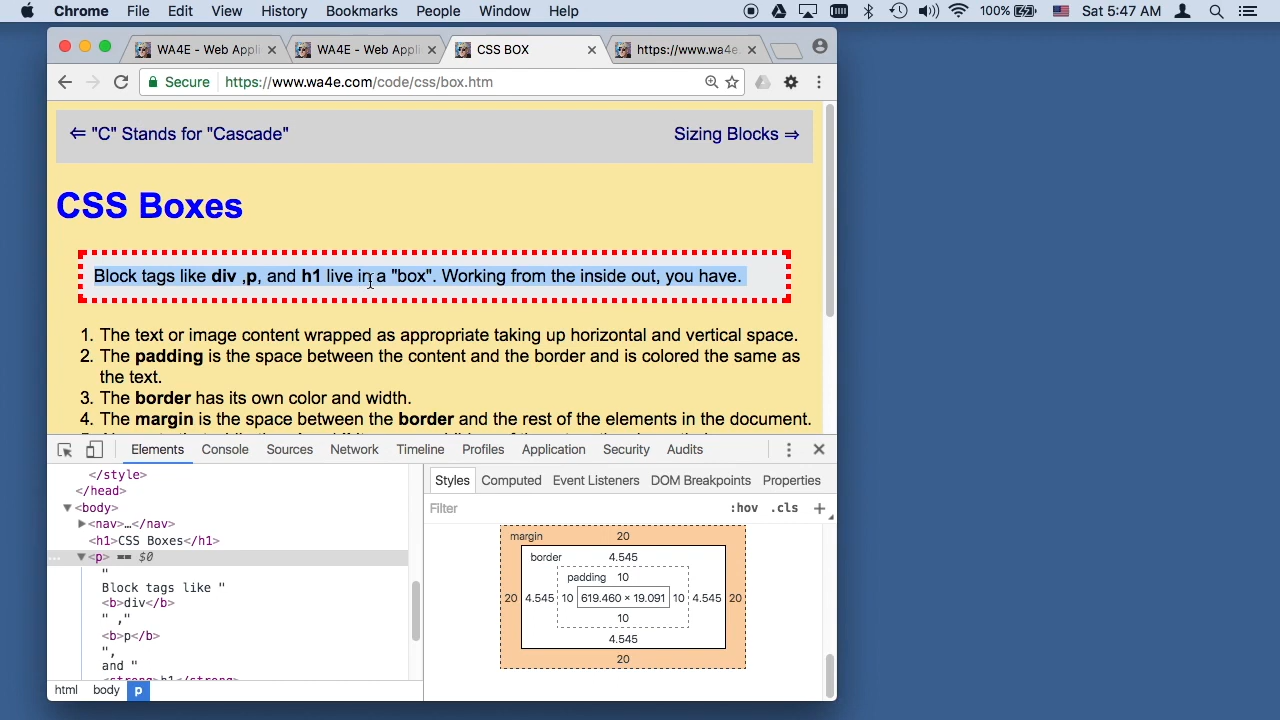 Chrome File Edit View History Bookmarks People Window Help 100% Sat 5:47 AM
WA4E - Web Appli WA4E - Web Appli CSS BOX https://www.wa4e.
Secure https://www.wa4e.com/code/css/box.htm
⇐ "C" Stands for "Cascade" Sizing Blocks ⇒
CSS Boxes
Block tags like div ,p, and h1 live in a "box". Working from the inside out, you have.
1. The text or image content wrapped as appropriate taking up horizontal and vertical space.
2. The padding is the space between the content and the border and is colored the same as
the text.
3. The border has its own color and width.
4. The margin is the space between the border and the rest of the elements in the document.
Elements Console Sources Network Timeline Profiles Application Security Audits
</style>
</head>
<body>
<nav>…</nav>
<h1>CSS Boxes</h1>
… <p> == $0
"
Block tags like "
<b>div</b>
" ,"
<b>p</b>
",
and "
<strong>h1</strong>
html body p
Styles Computed Event Listeners DOM Breakpoints Properties
Filter :hov .cls +
margin 20
border 4.545
padding 10
20 4.545 10 619.460 × 19.091 10 4.545 20
10
4.545
20